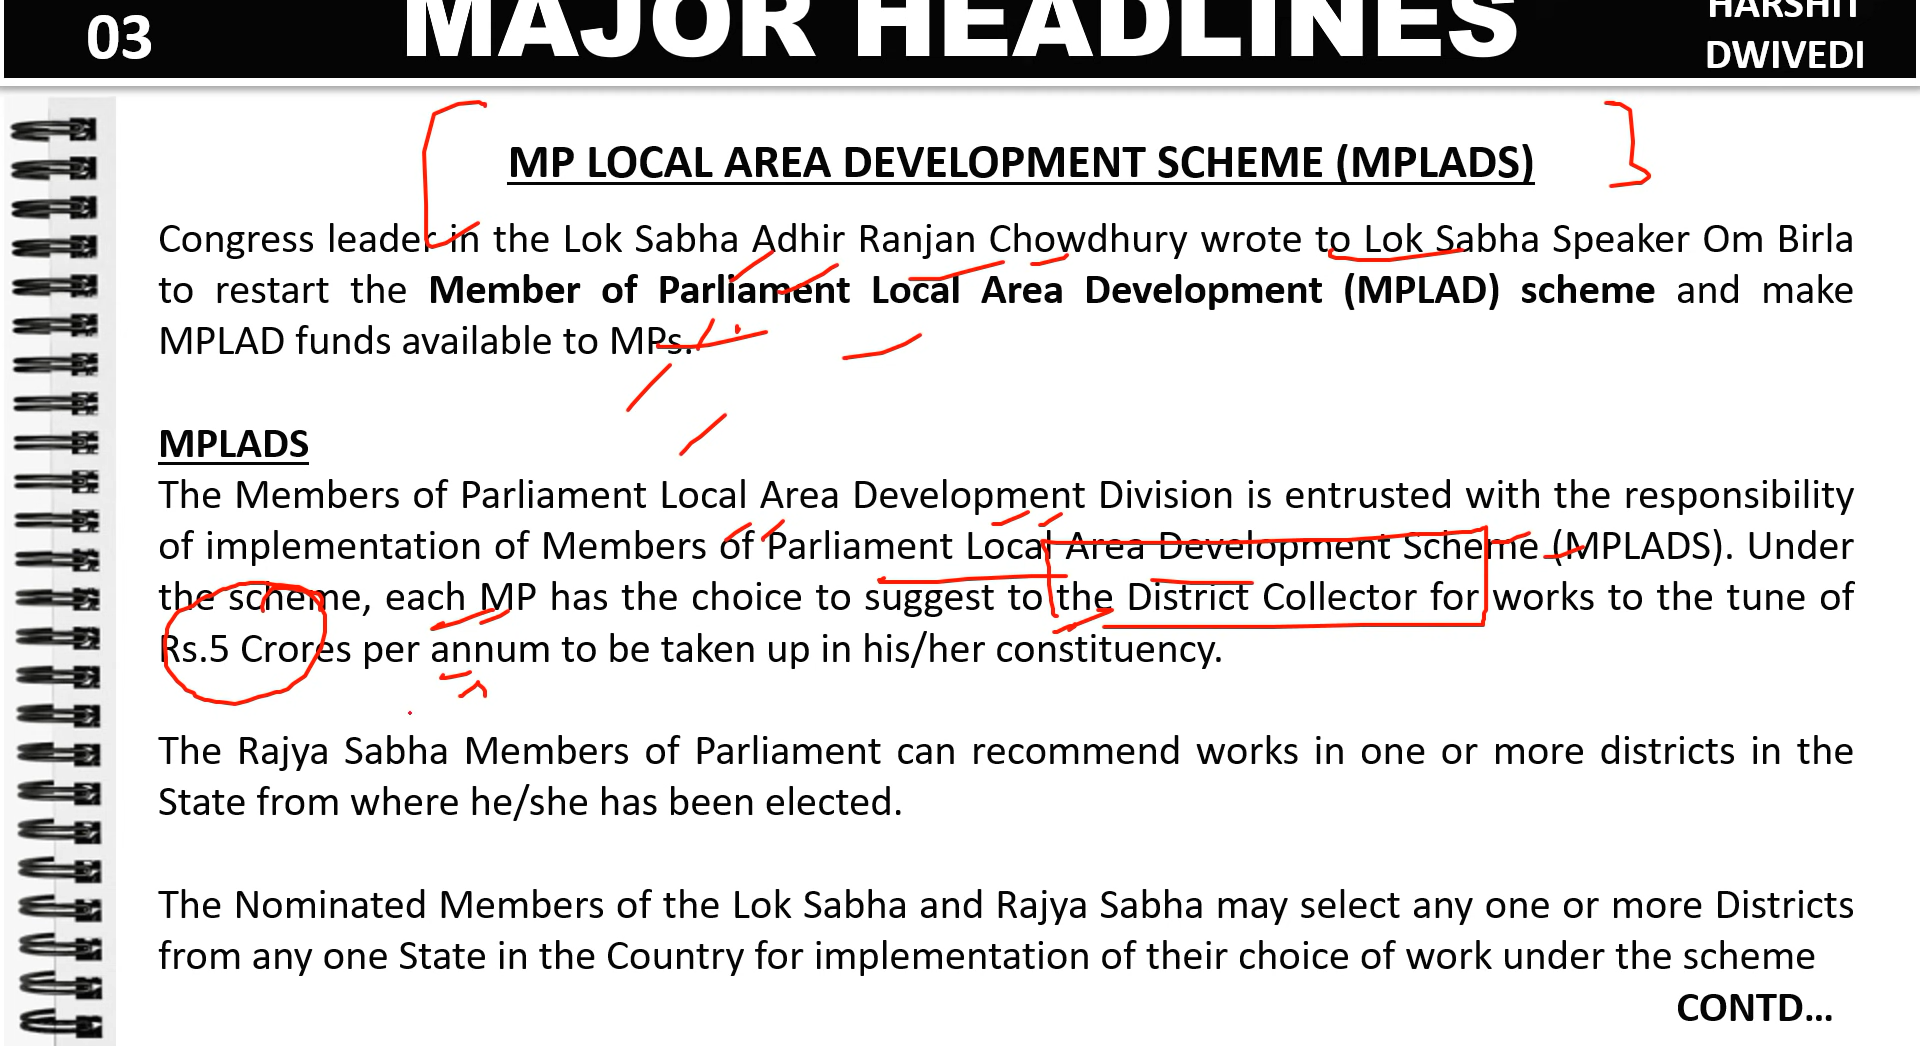 03
MAJOR HEADLINES
HARSHIT
DWIVEDI
MP LOCAL AREA DEVELOPMENT SCHEME (MPLADS)
Congress leader in the Lok Sabha Adhir Ranjan Chowdhury wrote to Lok Sabha Speaker Om Birla
to restart the Member of Parliament Local Area Development (MPLAD) scheme and make
MPLAD funds available to MPs.
MPLADS
The Members of Parliament Local Area Development Division is entrusted with the responsibility
of implementation of Members of Parliament Local Area Development Scheme (MPLADS). Under
the scheme, each MP has the choice to suggest to the District Collector for works to the tune of
Rs.5 Crores per annum to be taken up in his/her constituency.
The Rajya Sabha Members of Parliament can recommend works in one or more districts in the
State from where he/she has been elected.
The Nominated Members of the Lok Sabha and Rajya Sabha may select any one or more Districts
from any one State in the Country for implementation of their choice of work under the scheme
CONTD...